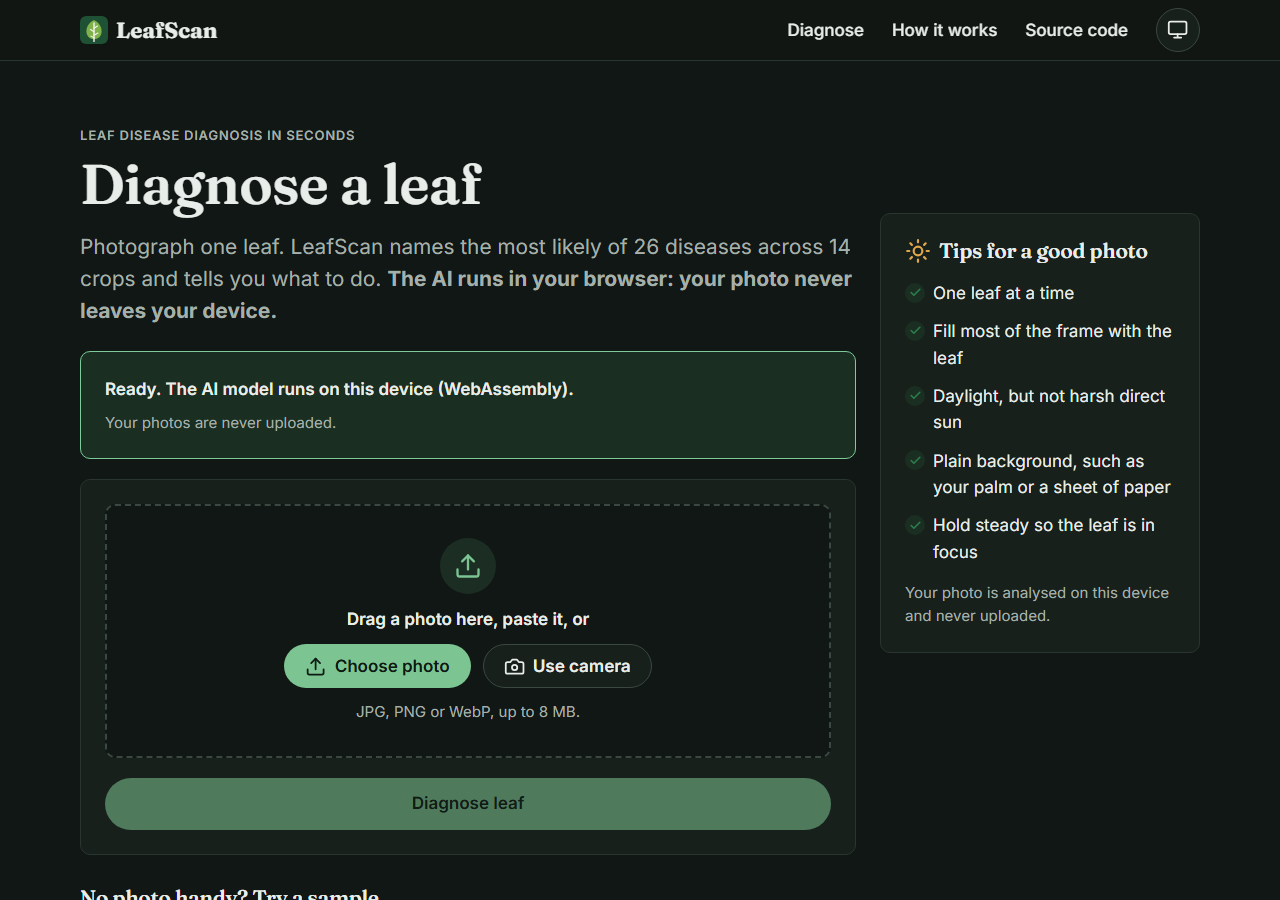 LeafScan
Diagnose
How it works
Source code
LEAF DISEASE DIAGNOSIS IN SECONDS
Diagnose a leaf
Photograph one leaf. LeafScan names the most likely of 26 diseases across 14
crops and tells you what to do. The AI runs in your browser: your photo never
leaves your device.
Ready. The AI model runs on this device (WebAssembly).
Your photos are never uploaded.
Drag a photo here, paste it, or
Choose photo
Use camera
JPG, PNG or WebP, up to 8 MB.
Diagnose leaf
No photo handy? Try a sample
Tips for a good photo
One leaf at a time
Fill most of the frame with the
leaf
Daylight, but not harsh direct
sun
Plain background, such as
your palm or a sheet of paper
Hold steady so the leaf is in
focus
Your photo is analysed on this device
and never uploaded.